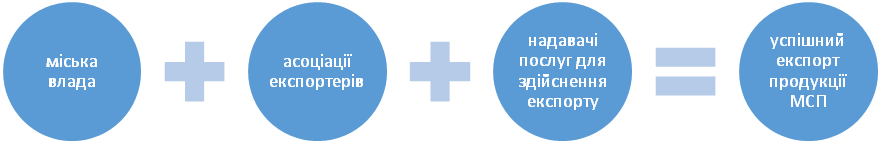 міська
влада
асоціації
експортерів
надавачі
послуг для
здійснення
експорту
успішний
експорт
продукції
МСП